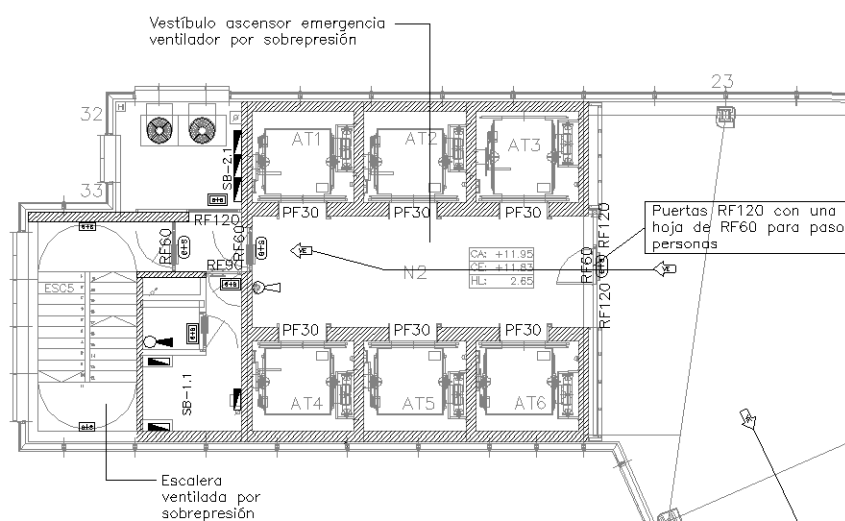 Vestíbulo ascensor emergencia
ventilador por sobrepresión
23
32
H
AT1
AT2
AT3
SB-2.1
33
e+s
PF30
PF30
PF30
RF120
e+s
RF60
e+s
RF60
e+s
RF90
VE
N2
CA: +11.95
CE: +11.83
HL: 2.65
RF60
e+s
RF120
RF120
Puertas RF120 con una
hoja de RF60 para paso
personas
VE
ESC5
e+s
e+s
PF30
PF30
PF30
SB-1.1
AT4
AT5
AT6
e+s
Escalera
ventilada por
sobrepresión